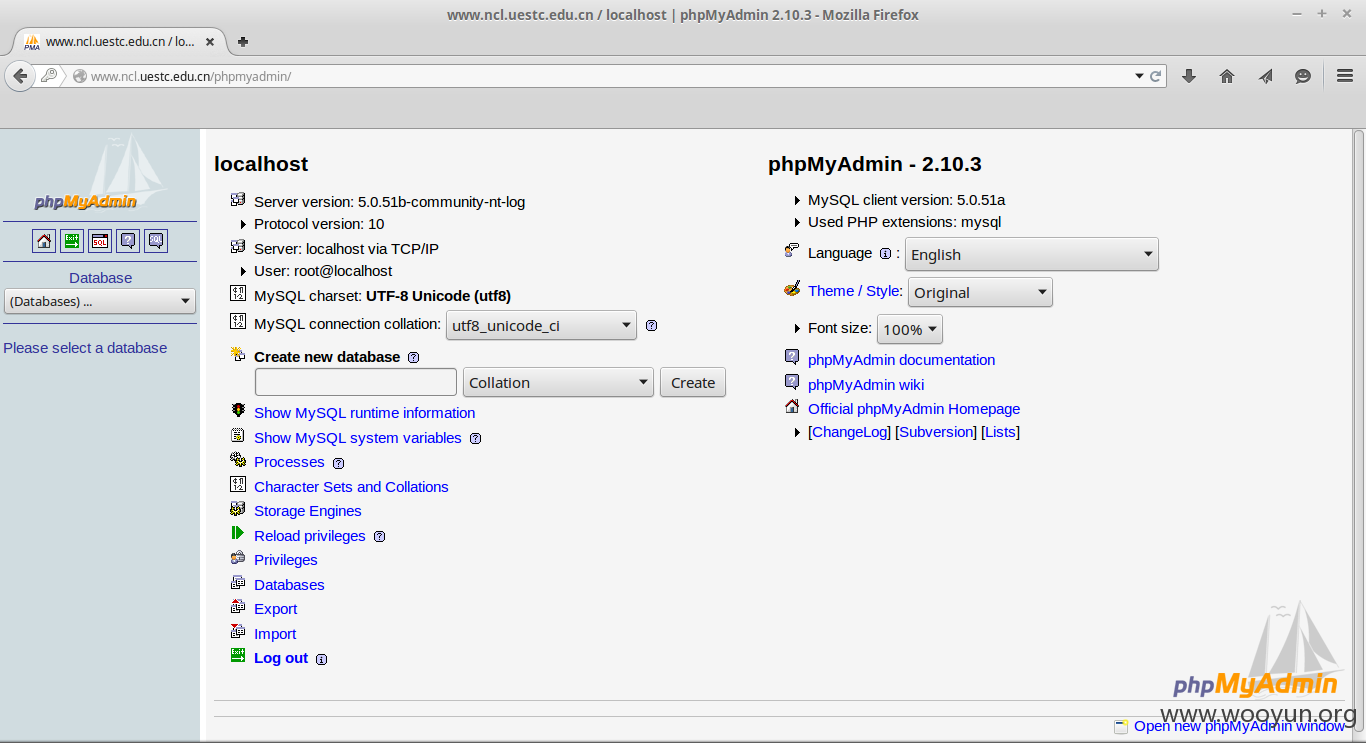 www.ncl.uestc.edu.cn / localhost | phpMyAdmin 2.10.3 - Mozilla Firefox
PMA www.ncl.uestc.edu.cn / lo...
www.ncl.uestc.edu.cn/phpmyadmin/
phpMyAdmin
SQL
SQL
Database
(Databases) ...
Please select a database
localhost
Server version: 5.0.51b-community-nt-log
Protocol version: 10
Server: localhost via TCP/IP
User: root@localhost
MySQL charset: UTF-8 Unicode (utf8)
MySQL connection collation: utf8_unicode_ci
Create new database
Collation Create
Show MySQL runtime information
Show MySQL system variables
Processes
Character Sets and Collations
Storage Engines
Reload privileges
Privileges
Databases
Export
Import
Log out
phpMyAdmin - 2.10.3
MySQL client version: 5.0.51a
Used PHP extensions: mysql
Language : English
Theme / Style: Original
Font size: 100%
phpMyAdmin documentation
phpMyAdmin wiki
Official phpMyAdmin Homepage
[ChangeLog] [Subversion] [Lists]
phpMyAdmin
www.wooyun.org
Open new phpMyAdmin window